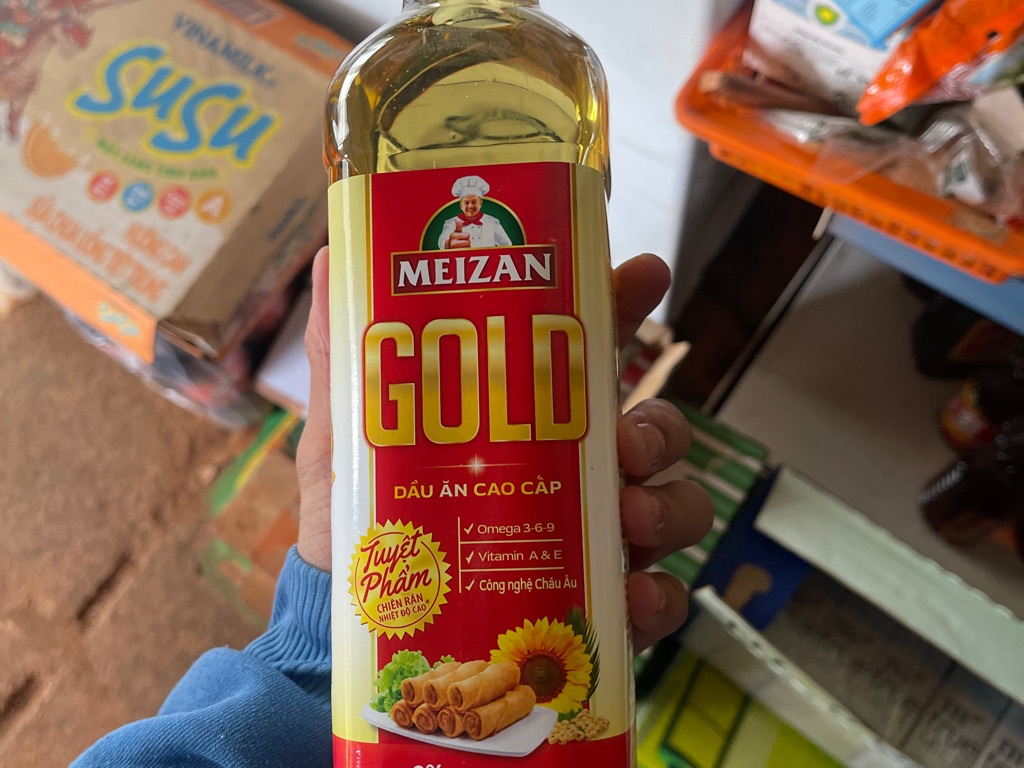 VINAMILK
SuSu
MEIZAN
GOLD
DẦU ĂN CAO CẤP
✓ Omega 3-6-9
✓ Vitamin A & E
✓ Công nghệ Châu Âu
Tuyệt
Phẩm
CHIÊN RÁN
NHIỆT ĐỘ CAO